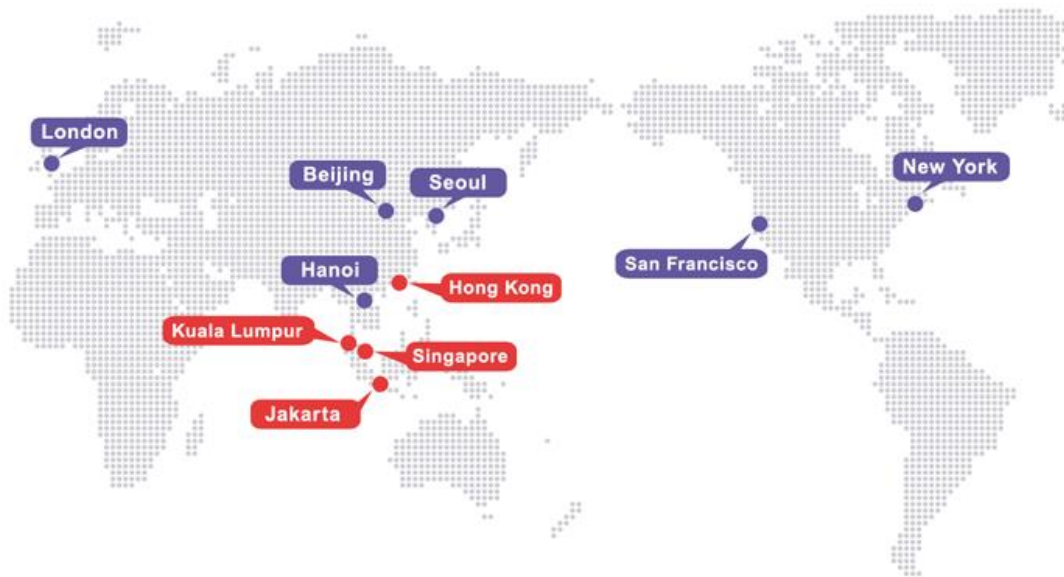 London
Beijing
Seoul
New York
San Francisco
Hanoi
Hong Kong
Kuala Lumpur
Singapore
Jakarta